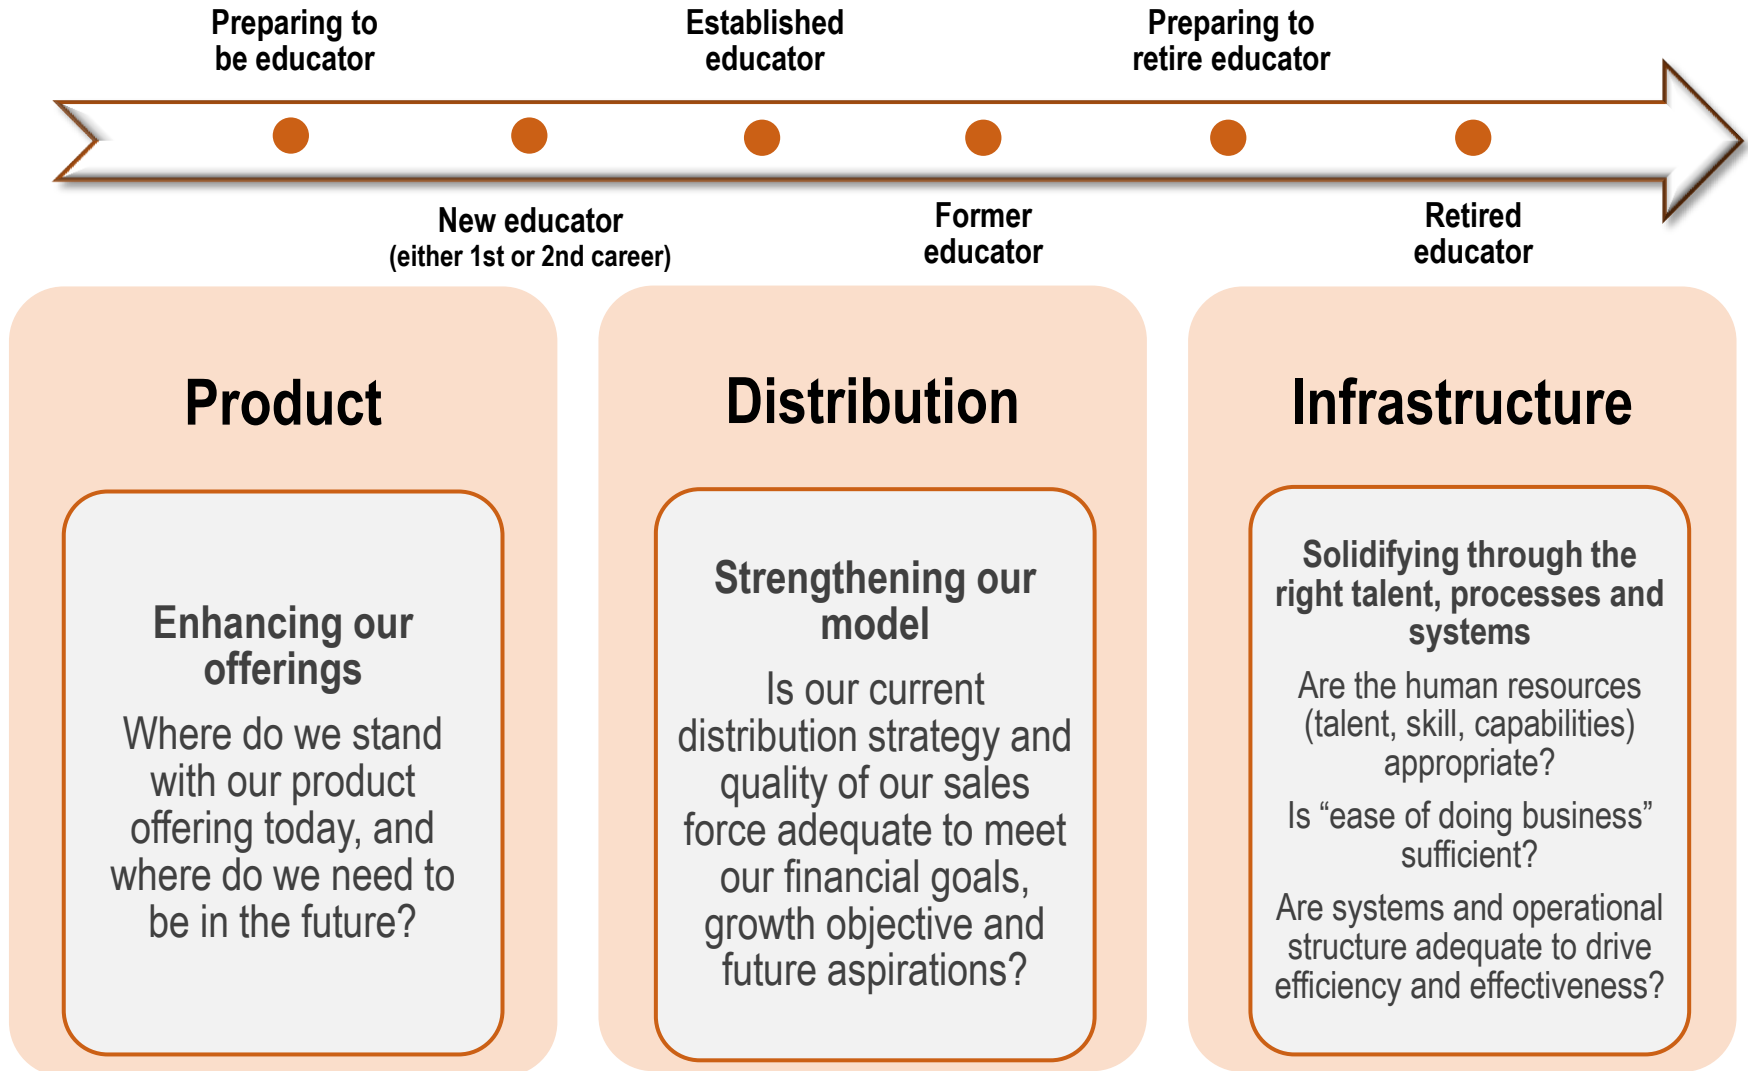 Preparing to
be educator
Established
educator
Preparing to
retire educator
New educator
(either 1st or 2nd career)
Former
educator
Retired
educator
Product
Enhancing our
offerings
Where do we stand
with our product
offering today, and
where do we need to
be in the future?
Distribution
Strengthening our
model
Is our current
distribution strategy and
quality of our sales
force adequate to meet
our financial goals,
growth objective and
future aspirations?
Infrastructure
Solidifying through the
right talent, processes and
systems
Are the human resources
(talent, skill, capabilities)
appropriate?
Is “ease of doing business”
sufficient?
Are systems and operational
structure adequate to drive
efficiency and effectiveness?